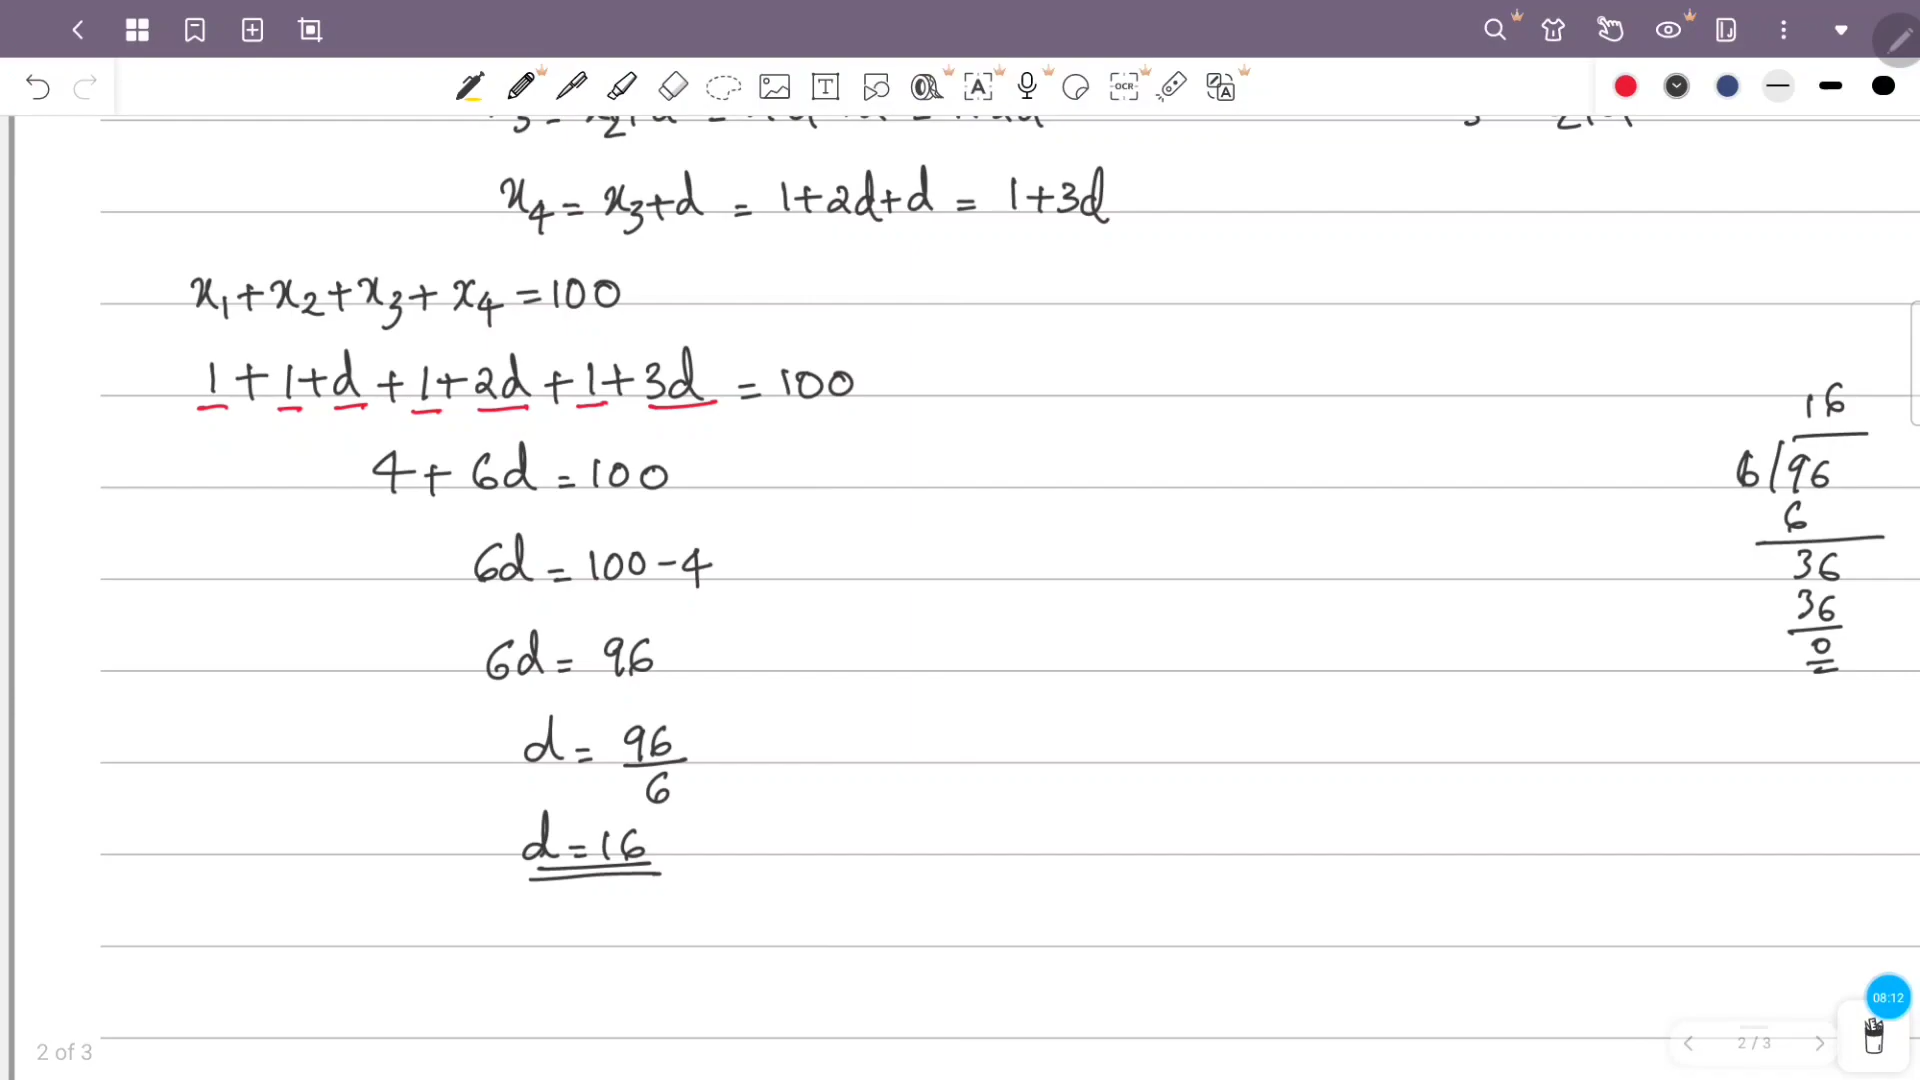 x₄ = x₃+d = 1+2d+d = 1+3d
x₁+x₂+x₃+x₄=100
1+1+d+1+2d+1+3d = 100
4+6d=100
6d=100-4
6d=96
d=96/6
d=16
16
6)96
6
36
36
0
08:12
2 of 3
2 / 3
T
A
OCR
A